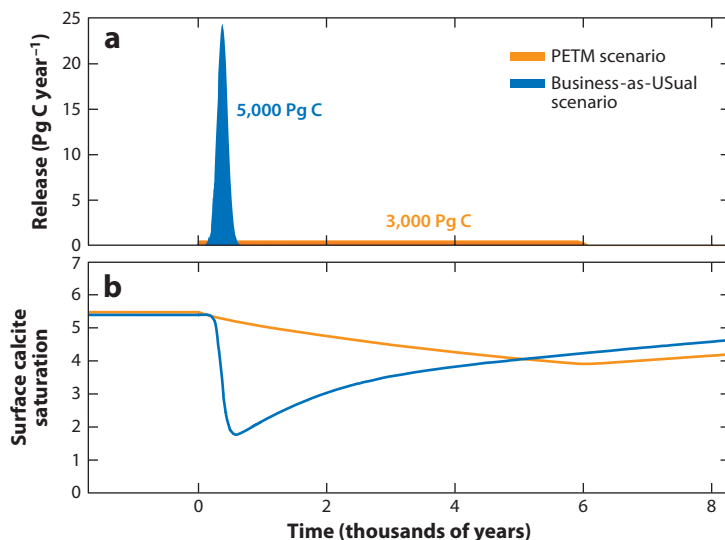 a
25
20
15
10
5
0
Release (Pg C year⁻¹)
PETM scenario
Business-as-USual
scenario
5,000 Pg C
3,000 Pg C
b
7
6
5
4
3
2
1
0
Surface calcite
saturation
0
2
4
6
8
Time (thousands of years)